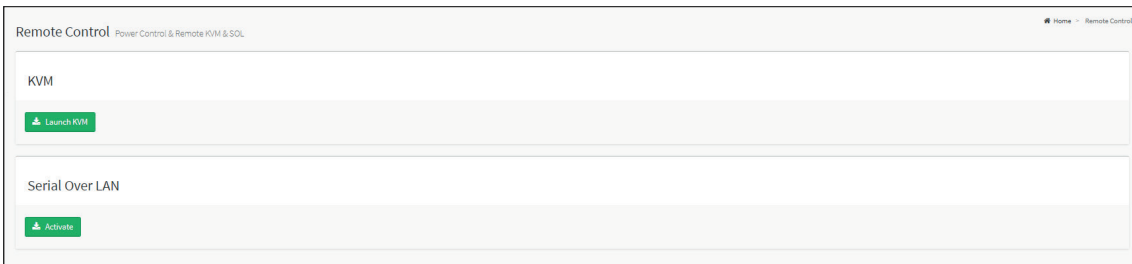 Remote Control Power Control & Remote KVM & SOL
Home – Remote Control
KVM
Launch KVM
Serial Over LAN
Activate